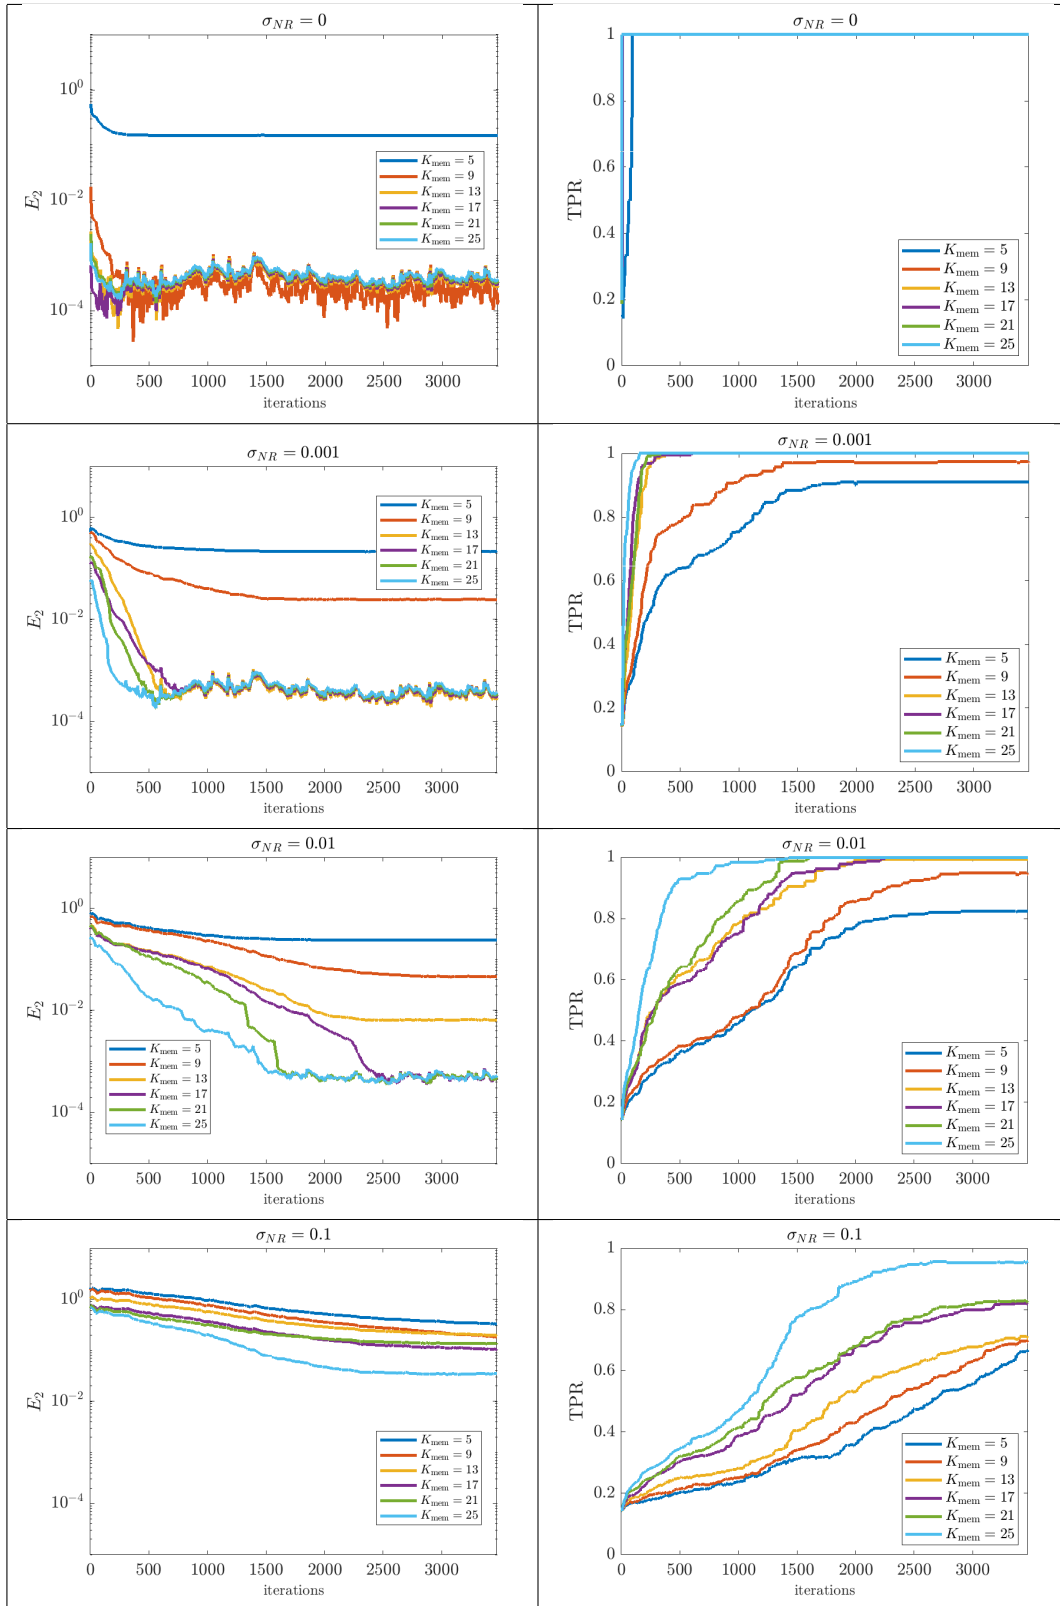 σ_NR = 0
E₂
10⁰
10⁻²
10⁻⁴
K_mem = 5
K_mem = 9
K_mem = 13
K_mem = 17
K_mem = 21
K_mem = 25
0 500 1000 1500 2000 2500 3000
iterations
σ_NR = 0
TPR
1
0.8
0.6
0.4
0.2
0
K_mem = 5
K_mem = 9
K_mem = 13
K_mem = 17
K_mem = 21
K_mem = 25
0 500 1000 1500 2000 2500 3000
iterations
σ_NR = 0.001
E₂
10⁰
10⁻²
10⁻⁴
K_mem = 5
K_mem = 9
K_mem = 13
K_mem = 17
K_mem = 21
K_mem = 25
0 500 1000 1500 2000 2500 3000
iterations
σ_NR = 0.001
TPR
1
0.8
0.6
0.4
0.2
0
K_mem = 5
K_mem = 9
K_mem = 13
K_mem = 17
K_mem = 21
K_mem = 25
0 500 1000 1500 2000 2500 3000
iterations
σ_NR = 0.01
E₂
10⁰
10⁻²
10⁻⁴
K_mem = 5
K_mem = 9
K_mem = 13
K_mem = 17
K_mem = 21
K_mem = 25
0 500 1000 1500 2000 2500 3000
iterations
σ_NR = 0.01
TPR
1
0.8
0.6
0.4
0.2
0
K_mem = 5
K_mem = 9
K_mem = 13
K_mem = 17
K_mem = 21
K_mem = 25
0 500 1000 1500 2000 2500 3000
iterations
σ_NR = 0.1
E₂
10⁰
10⁻²
10⁻⁴
K_mem = 5
K_mem = 9
K_mem = 13
K_mem = 17
K_mem = 21
K_mem = 25
0 500 1000 1500 2000 2500 3000
iterations
σ_NR = 0.1
TPR
1
0.8
0.6
0.4
0.2
0
K_mem = 5
K_mem = 9
K_mem = 13
K_mem = 17
K_mem = 21
K_mem = 25
0 500 1000 1500 2000 2500 3000
iterations